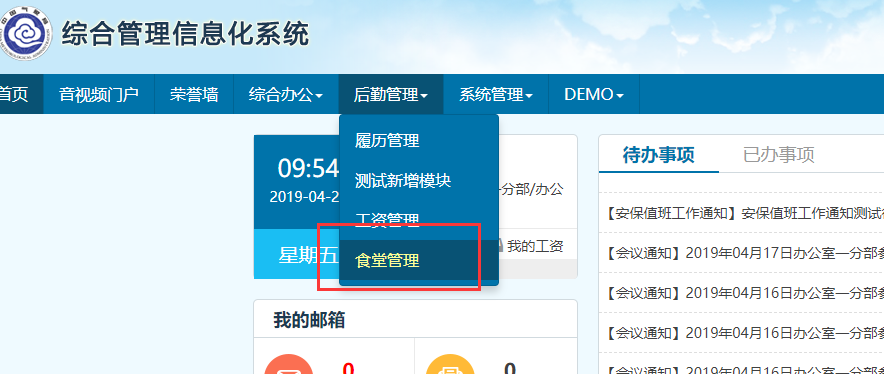 综合管理信息化系统
首页 音视频门户 荣誉墙 综合办公 后勤管理 系统管理 DEMO
履历管理
测试新增模块
工资管理
食堂管理
09:54
2019-04-2
星期五
分部/办公
我的工资
我的邮箱
0 0
待办事项 已办事项
【安保值班工作通知】安保值班工作通知测试
【会议通知】2019年04月17日办公室一分部参
【会议通知】2019年04月16日办公室一分部参
【会议通知】2019年04月16日办公室一分部参
【会议通知】2019年04月16日办公室一分部参